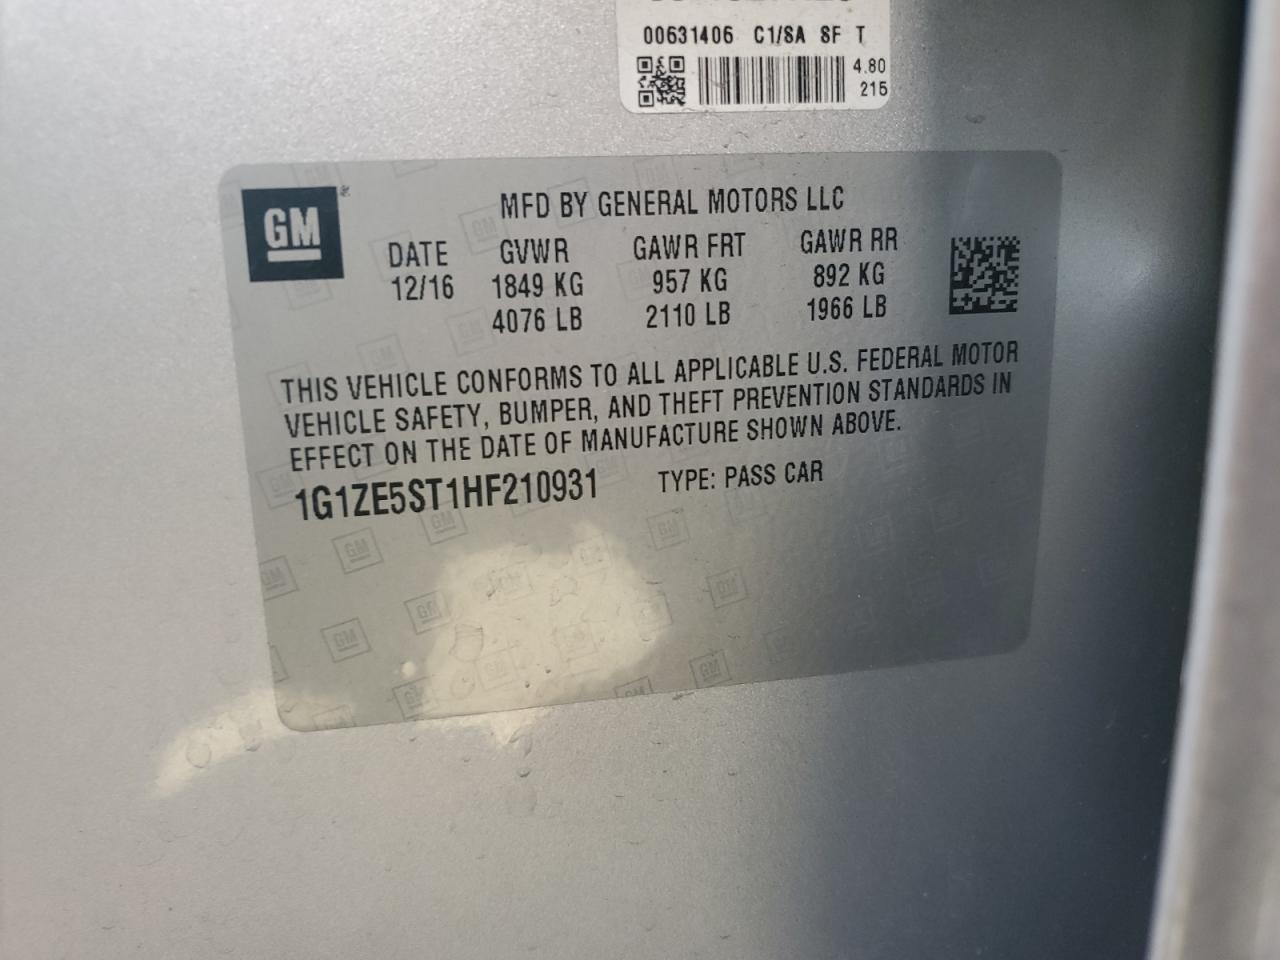 00631406 C1/SA SF T
4.80
215
GM
MFD BY GENERAL MOTORS LLC
DATE GVWR GAWR FRT GAWR RR
12/16 1849 KG 957 KG 892 KG
4076 LB 2110 LB 1966 LB
THIS VEHICLE CONFORMS TO ALL APPLICABLE U.S. FEDERAL MOTOR
VEHICLE SAFETY, BUMPER, AND THEFT PREVENTION STANDARDS IN
EFFECT ON THE DATE OF MANUFACTURE SHOWN ABOVE.
1G1ZE5ST1HF210931 TYPE: PASS CAR